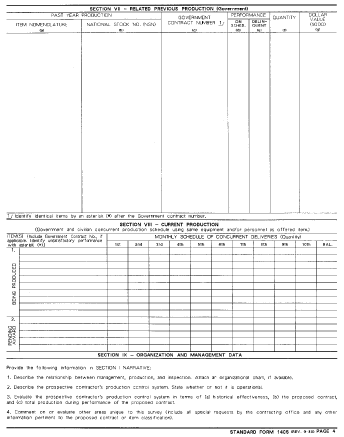 SECTION VII - RELATED PREVIOUS PRODUCTION (Government)
PAST YEAR PRODUCTION
GOVERNMENT CONTRACT NUMBER 1/
PERFORMANCE
QUANTITY
DOLLAR VALUE ($000)
ITEM NOMENCLATURE
NATIONAL STOCK NO. (NSN)
ON SCHED.
DELIN-QUENT
(a)
(b)
(c)
(d)
(e)
(f)
(g)
1/ Identify identical items by an asterisk (*) after the Government contract number.
SECTION VIII - CURRENT PRODUCTION
(Government and civilian concurrent production schedule using same equipment and/or personnel as offered item.)
ITEM(S) (Include Government Contract No., if applicable. Identify unsatisfactory performance with asterisk (*).)
MONTHLY SCHEDULE OF CONCURRENT DELIVERIES (Quantity)
1st
2nd
3rd
4th
5th
6th
7th
8th
9th
10th
BAL.
1.
BEING PRODUCED
2.
PENDING AWARD
SECTION IX - ORGANIZATION AND MANAGEMENT DATA
Provide the following information in SECTION I NARRATIVE:
1. Describe the relationship between management, production, and inspection. Attach an organizational chart, if available.
2. Describe the prospective contractor's production control system. State whether or not it is operational.
3. Evaluate the prospective contractor's production control system in terms of (a) historical effectiveness, (b) the proposed contract,
and (c) total production during performance of the proposed contract.
4. Comment on or evaluate other areas unique to this survey (include all special requests by the contracting office and any other
information pertinent to the proposed contract or item classification).
STANDARD FORM 1405 (REV. 9-88) PAGE 4